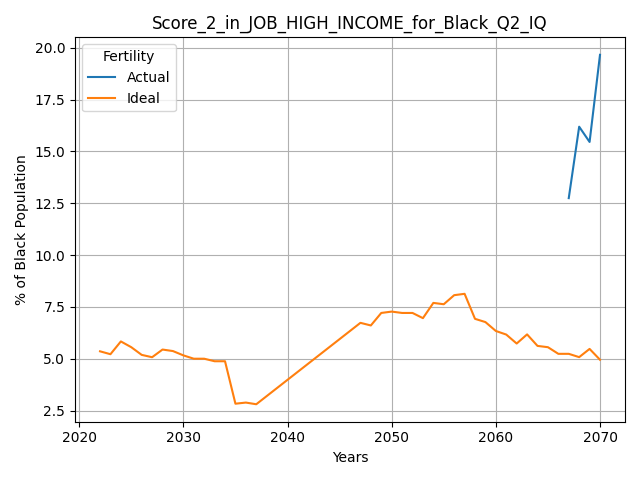 Score_2_in_JOB_HIGH_INCOME_for_Black_Q2_IQ
Fertility
Actual
Ideal
20.0
17.5
15.0
12.5
10.0
7.5
5.0
2.5
% of Black Population
2020 2030 2040 2050 2060 2070
Years